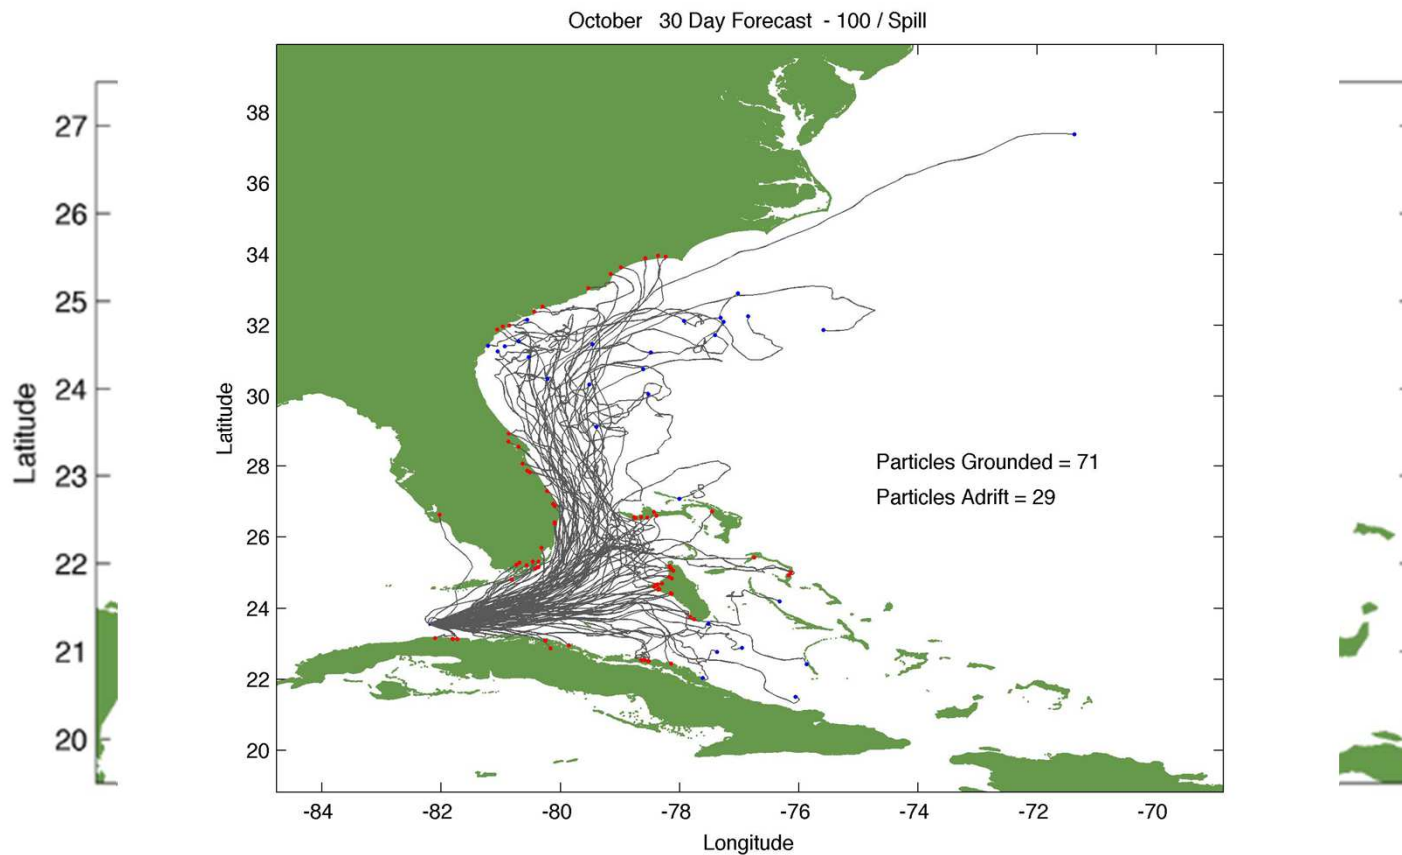 October 30 Day Forecast - 100 / Spill
27
26
25
24
23
22
21
20
Latitude
38
36
34
32
30
28
26
24
22
20
Latitude
Particles Grounded = 71
Particles Adrift = 29
-84 -82 -80 -78 -76 -74 -72 -70
Longitude